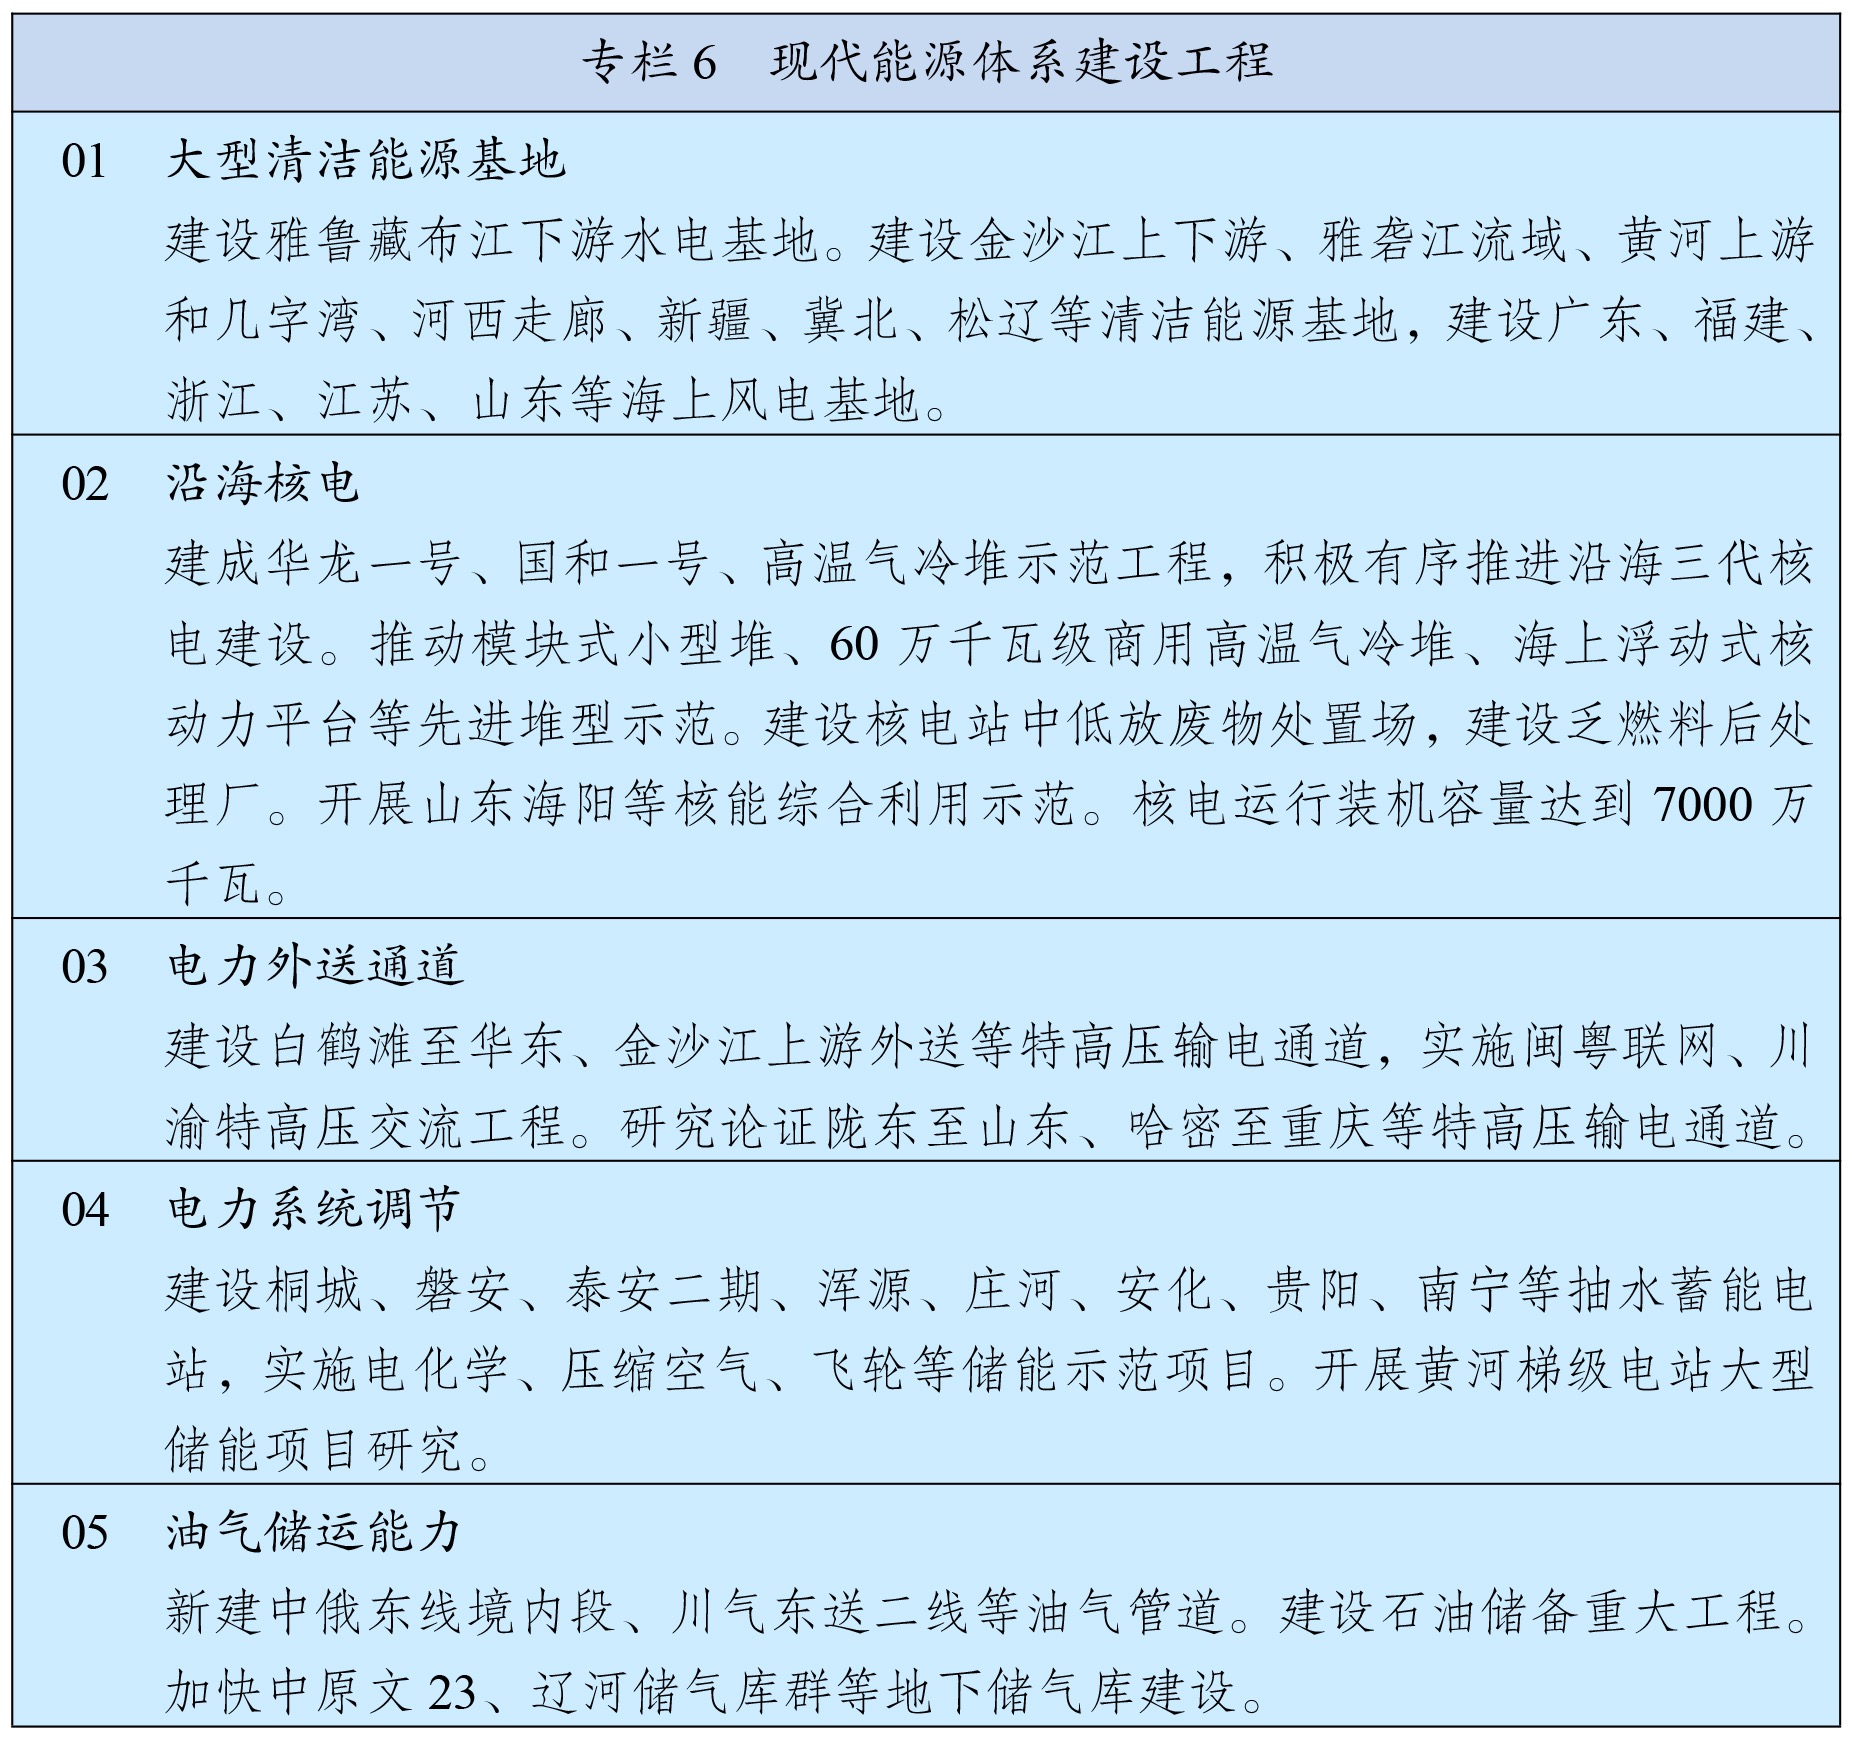 专栏 6 现代能源体系建设工程
01 大型清洁能源基地
建设雅鲁藏布江下游水电基地。建设金沙江上下游、雅砻江流域、黄河上游
和几字湾、河西走廊、新疆、冀北、松辽等清洁能源基地，建设广东、福建、
浙江、江苏、山东等海上风电基地。
02 沿海核电
建成华龙一号、国和一号、高温气冷堆示范工程，积极有序推进沿海三代核
电建设。推动模块式小型堆、60 万千瓦级商用高温气冷堆、海上浮动式核
动力平台等先进堆型示范。建设核电站中低放废物处置场，建设乏燃料后处
理厂。开展山东海阳等核能综合利用示范。核电运行装机容量达到 7000 万
千瓦。
03 电力外送通道
建设白鹤滩至华东、金沙江上游外送等特高压输电通道，实施闽粤联网、川
渝特高压交流工程。研究论证陇东至山东、哈密至重庆等特高压输电通道。
04 电力系统调节
建设桐城、磐安、泰安二期、浑源、庄河、安化、贵阳、南宁等抽水蓄能电
站，实施电化学、压缩空气、飞轮等储能示范项目。开展黄河梯级电站大型
储能项目研究。
05 油气储运能力
新建中俄东线境内段、川气东送二线等油气管道。建设石油储备重大工程。
加快中原文 23、辽河储气库群等地下储气库建设。